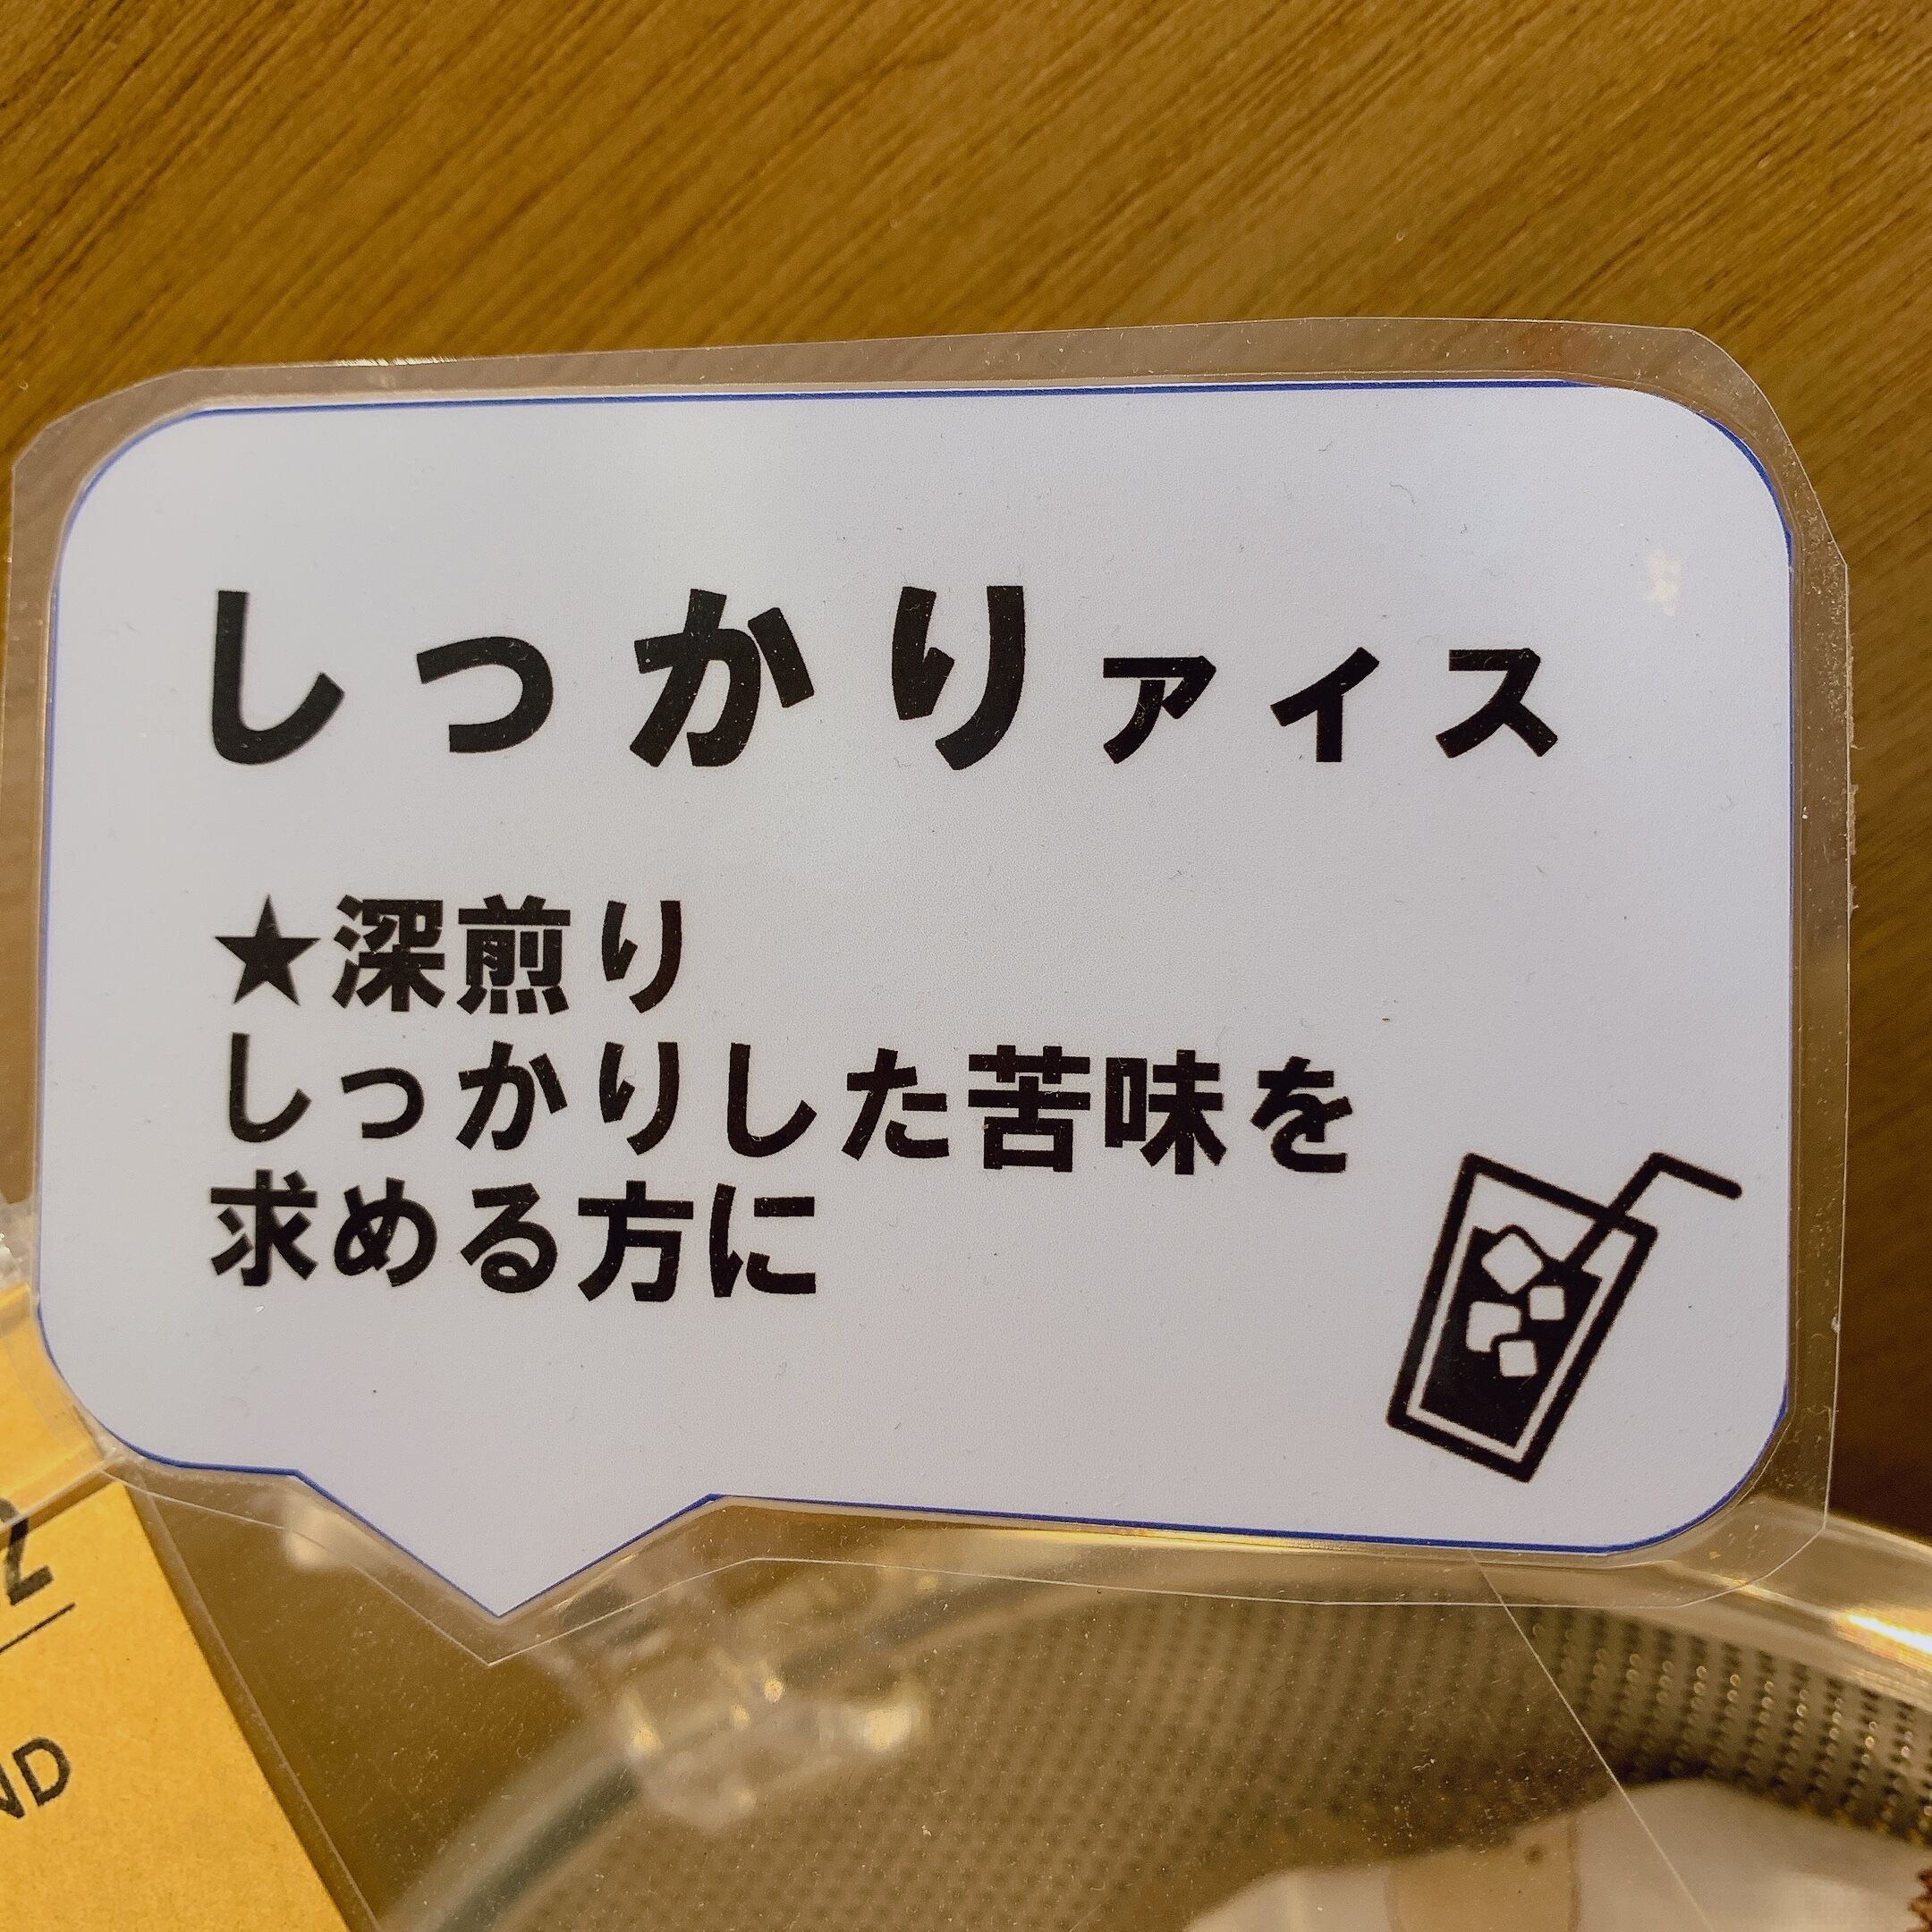 しっかりアイス
★深煎り
しっかりした苦味を
求める方に
2
ND